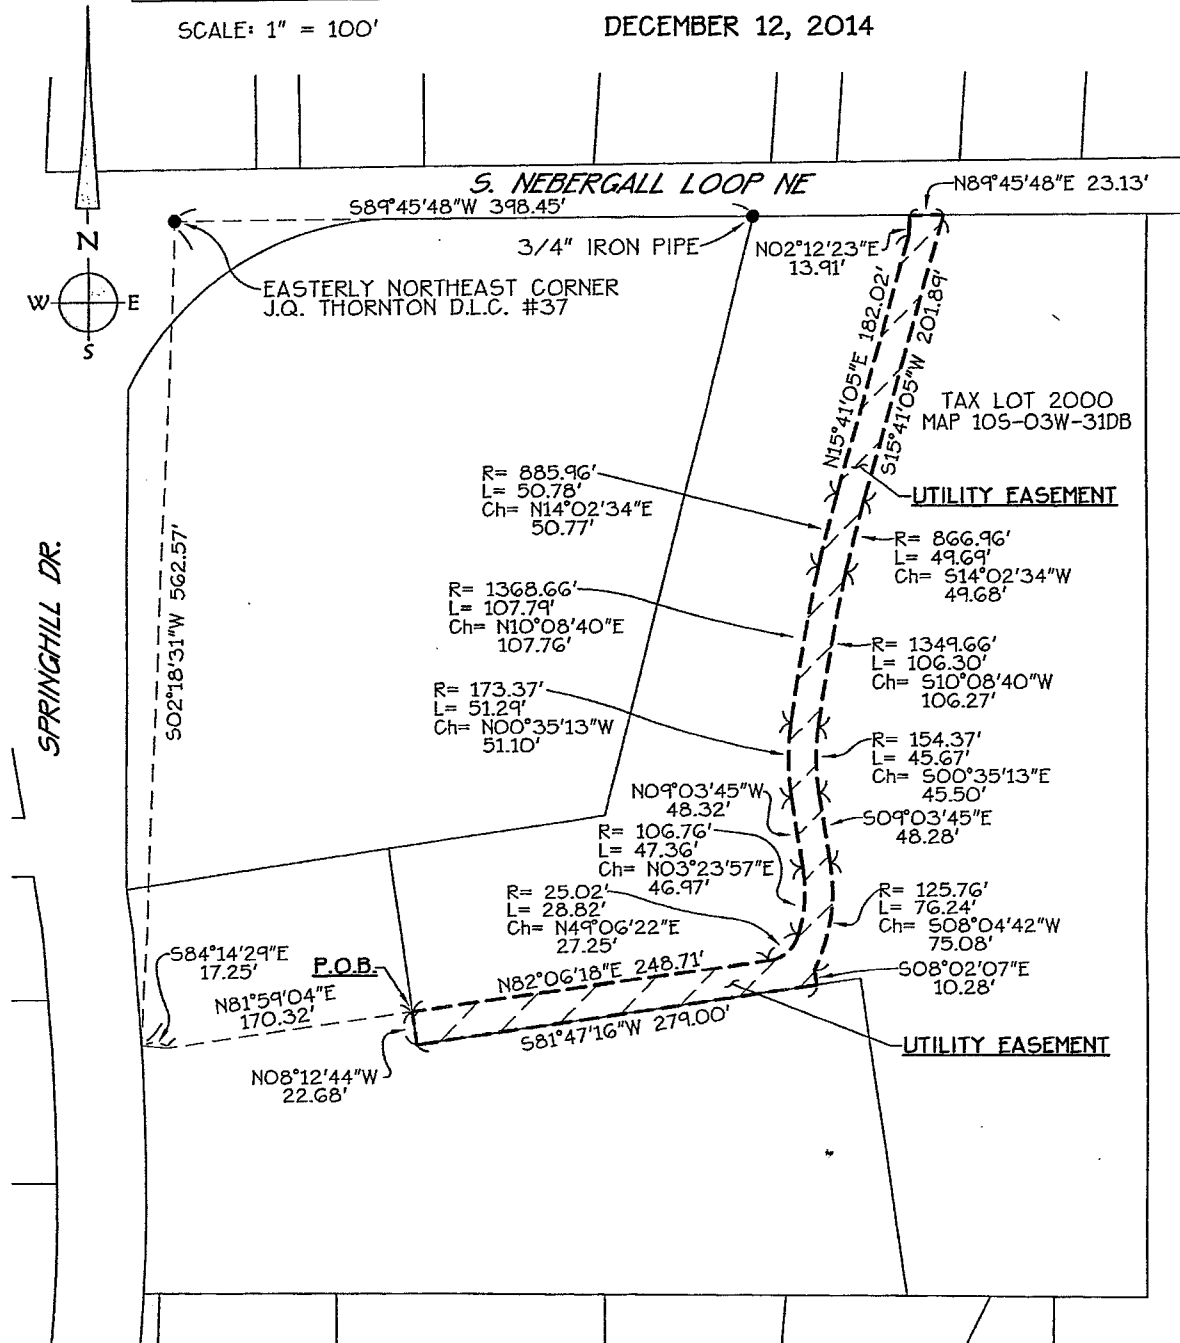 SCALE: 1" = 100'
DECEMBER 12, 2014
S. NEBERGALL LOOP NE
N89°45'48"E 23.13'
S89°45'48"W 398.45'
3/4" IRON PIPE
N02°12'23"E
13.91'
N
W
E
S
EASTERLY NORTHEAST CORNER
J.Q. THORNTON D.L.C. #37
N15°41'05"E 182.02'
S15°41'05"W 201.89'
TAX LOT 2000
MAP 10S-03W-31DB
UTILITY EASEMENT
R= 885.96'
L= 50.78'
Ch= N14°02'34"E
50.77'
R= 866.96'
L= 49.69'
Ch= S14°02'34"W
49.68'
SPRINGHILL DR.
S02°18'31"W 562.57'
R= 1368.66'
L= 107.79'
Ch= N10°08'40"E
107.76'
R= 1349.66'
L= 106.30'
Ch= S10°08'40"W
106.27'
R= 173.37'
L= 51.29'
Ch= N00°35'13"W
51.10'
R= 154.37'
L= 45.67'
Ch= S00°35'13"E
45.50'
N09°03'45"W
48.32'
S09°03'45"E
48.28'
R= 106.76'
L= 47.36'
Ch= N03°23'57"E
46.97'
R= 25.02'
L= 28.82'
Ch= N49°06'22"E
27.25'
R= 125.76'
L= 76.24'
Ch= S08°04'42"W
75.08'
S84°14'29"E
17.25'
P.O.B.
N82°06'18"E 248.71'
S08°02'07"E
10.28'
N81°59'04"E
170.32'
S81°47'16"W 279.00'
UTILITY EASEMENT
N08°12'44"W
22.68'